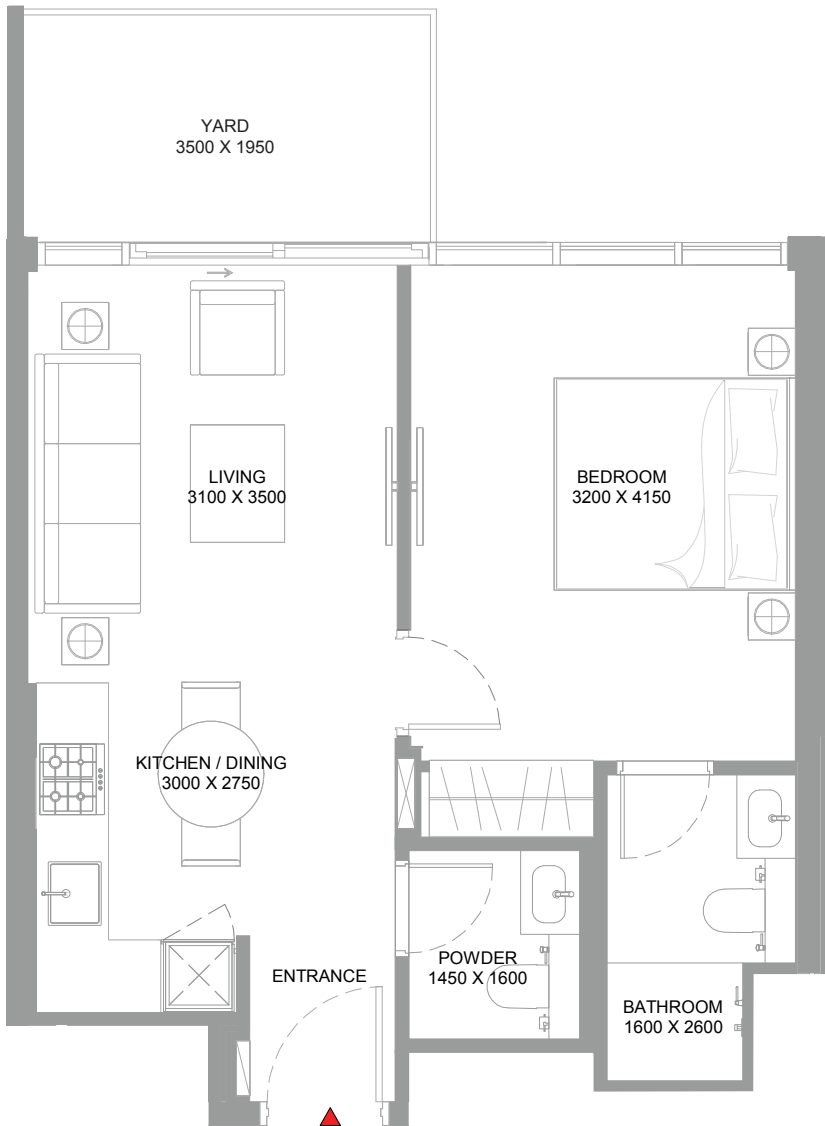 YARD
3500 X 1950
LIVING
3100 X 3500
BEDROOM
3200 X 4150
KITCHEN / DINING
3000 X 2750
POWDER
1450 X 1600
ENTRANCE
BATHROOM
1600 X 2600